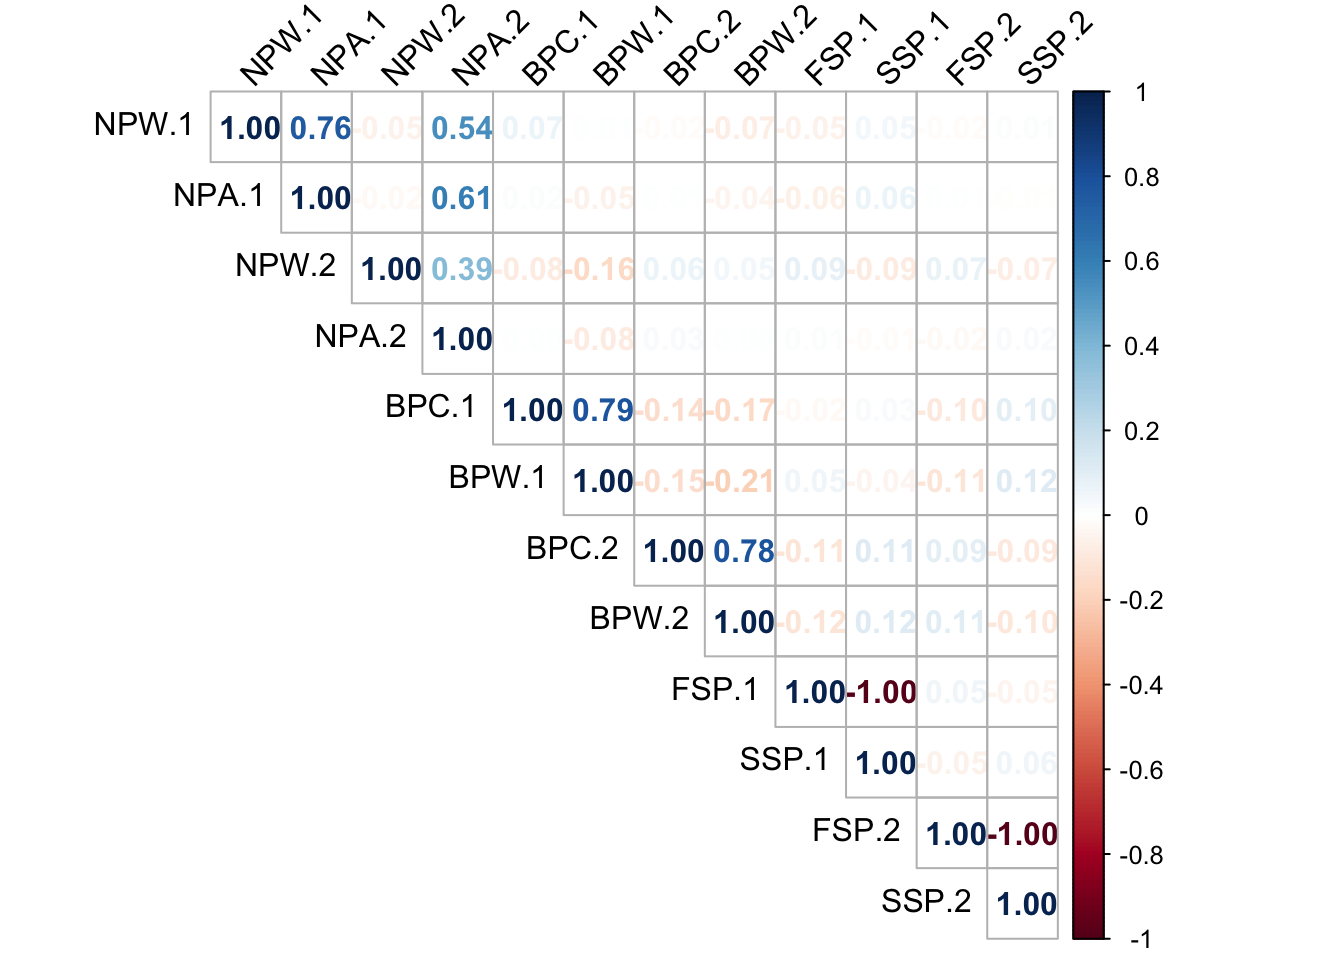 NPW.1 NPA.1 NPW.2 NPA.2 BPC.1 BPW.1 BPC.2 BPW.2 FSP.1 SSP.1 FSP.2 SSP.2
NPW.1 1.00 0.76 -0.05 0.54 0.07 -0.02 -0.07 -0.05 0.05 -0.02
NPA.1 1.00 -0.02 0.61 0.02 -0.05 -0.04 -0.06 0.06
NPW.2 1.00 0.39 -0.08 -0.16 0.06 0.05 0.09 -0.09 0.07 -0.07
NPA.2 1.00 -0.08 0.03 0.01 -0.01 -0.02 0.02
BPC.1 1.00 0.79 -0.14 -0.17 -0.02 0.03 -0.10 0.10
BPW.1 1.00 -0.15 -0.21 0.05 -0.04 -0.11 0.12
BPC.2 1.00 0.78 -0.11 0.11 0.09 -0.09
BPW.2 1.00 -0.12 0.12 0.11 -0.10
FSP.1 1.00 -1.00 0.05 -0.05
SSP.1 1.00 -0.05 0.06
FSP.2 1.00 -1.00
SSP.2 1.00
1
0.8
0.6
0.4
0.2
0
-0.2
-0.4
-0.6
-0.8
-1